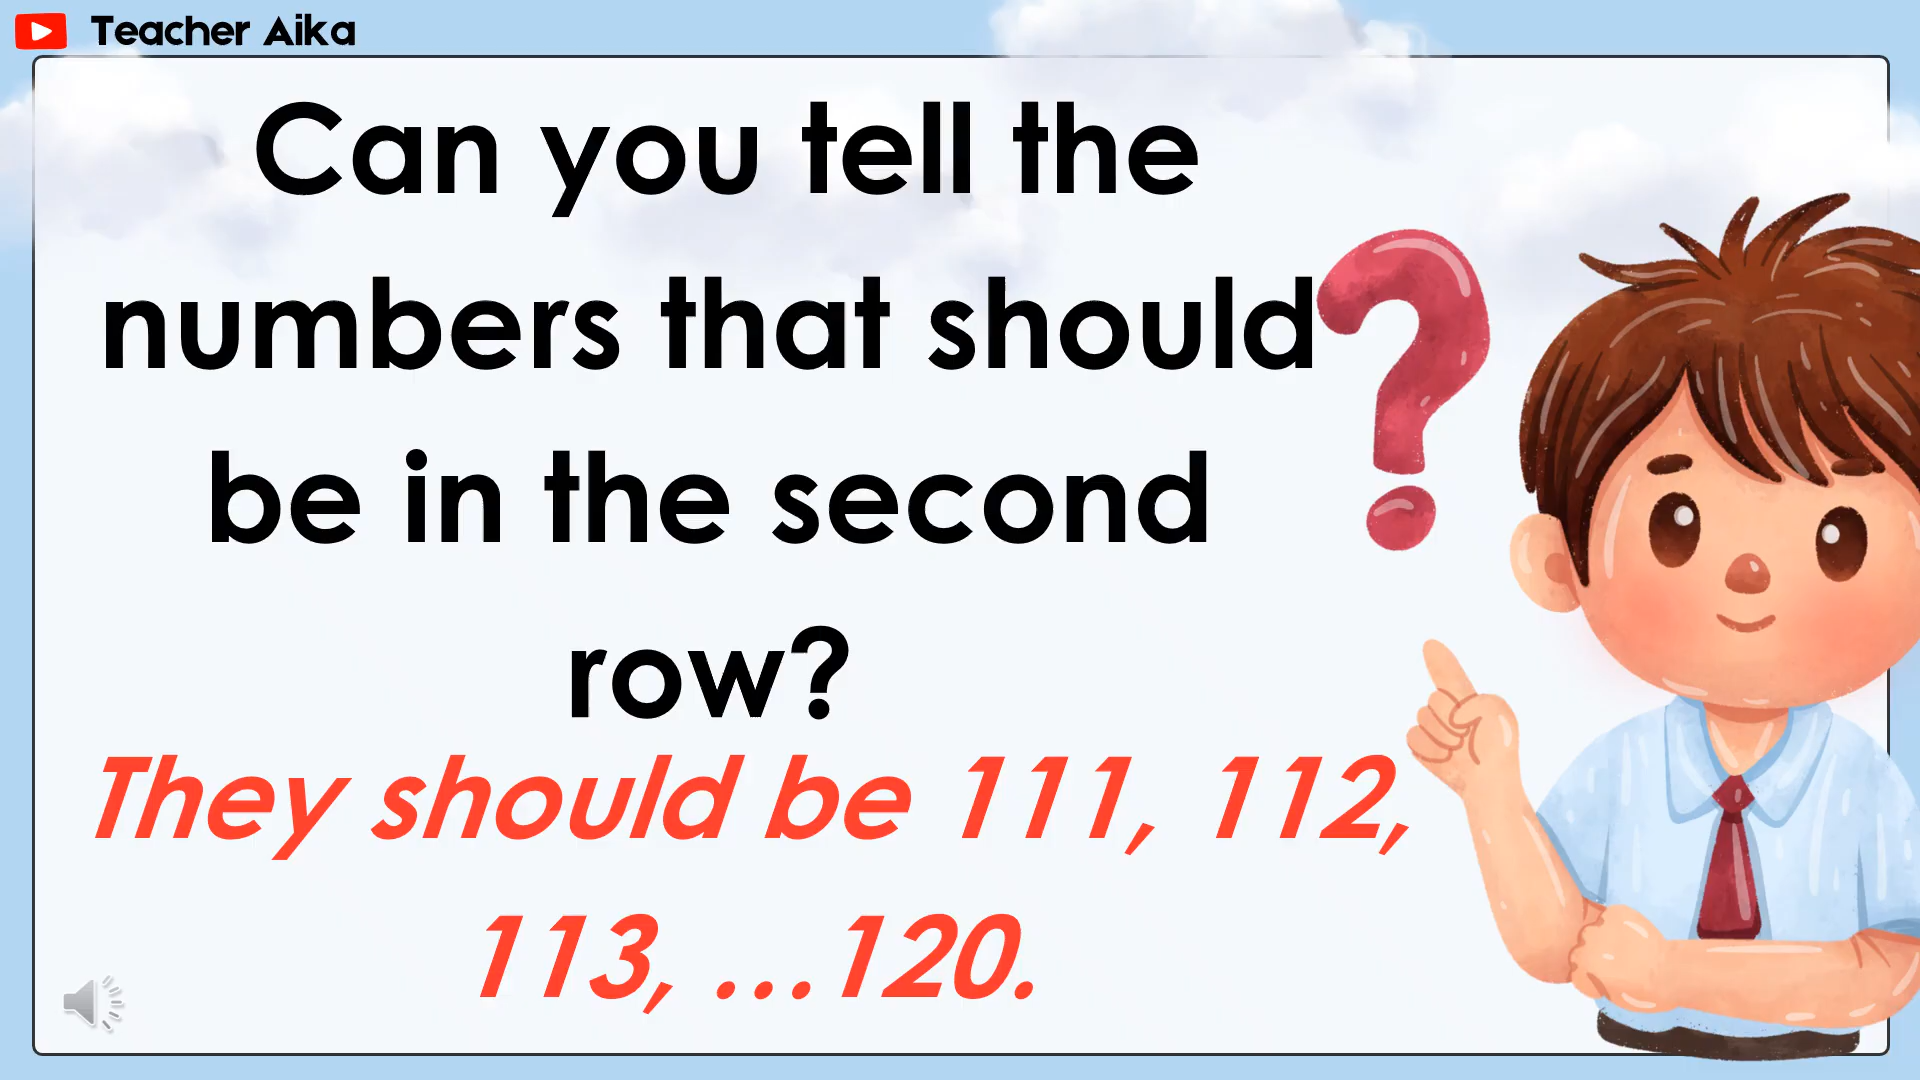 Teacher Aika
Can you tell the
numbers that should
be in the second
row?
They should be 111, 112,
113, ...120.